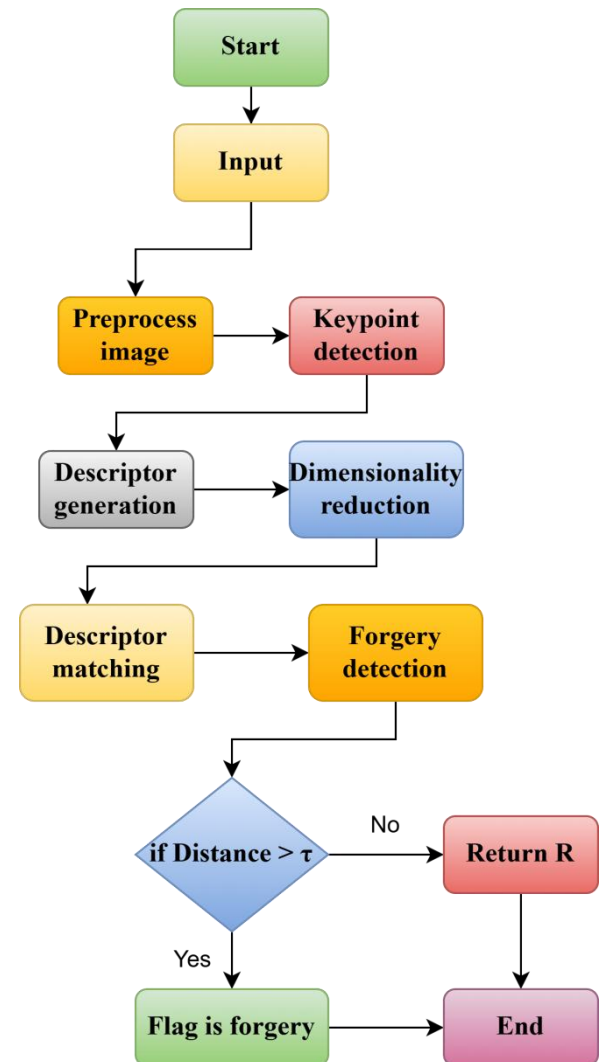 Start
Input
Preprocess
image
Keypoint
detection
Descriptor
generation
Dimensionality
reduction
Descriptor
matching
Forgery
detection
if Distance > τ
No
Return R
Yes
Flag is forgery
End